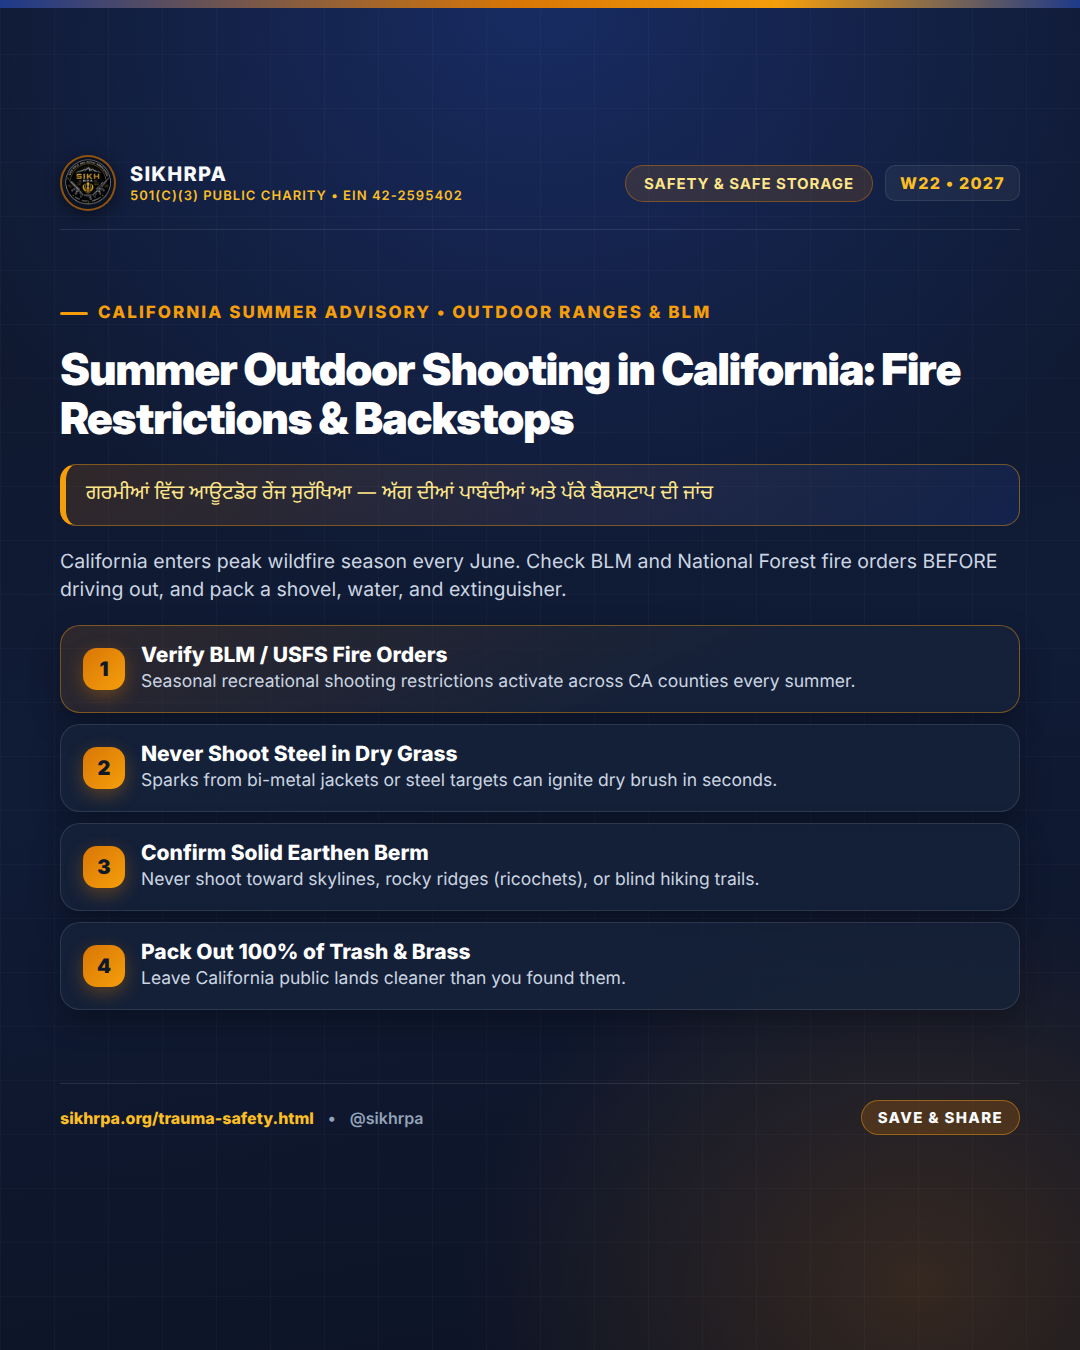 SIKH
SIKHRPA
501(C)(3) PUBLIC CHARITY • EIN 42-2595402
SAFETY & SAFE STORAGE
W22 • 2027
CALIFORNIA SUMMER ADVISORY • OUTDOOR RANGES & BLM
Summer Outdoor Shooting in California: Fire
Restrictions & Backstops
ਗਰਮੀਆਂ ਵਿੱਚ ਆਊਟਡੋਰ ਰੇਂਜ ਸੁਰੱਖਿਆ — ਅੱਗ ਦੀਆਂ ਪਾਬੰਦੀਆਂ ਅਤੇ ਪੱਕੇ ਬੈਕਸਟਾਪ ਦੀ ਜਾਂਚ
California enters peak wildfire season every June. Check BLM and National Forest fire orders BEFORE
driving out, and pack a shovel, water, and extinguisher.
1
Verify BLM / USFS Fire Orders
Seasonal recreational shooting restrictions activate across CA counties every summer.
2
Never Shoot Steel in Dry Grass
Sparks from bi-metal jackets or steel targets can ignite dry brush in seconds.
3
Confirm Solid Earthen Berm
Never shoot toward skylines, rocky ridges (ricochets), or blind hiking trails.
4
Pack Out 100% of Trash & Brass
Leave California public lands cleaner than you found them.
sikhrpa.org/trauma-safety.html • @sikhrpa
SAVE & SHARE